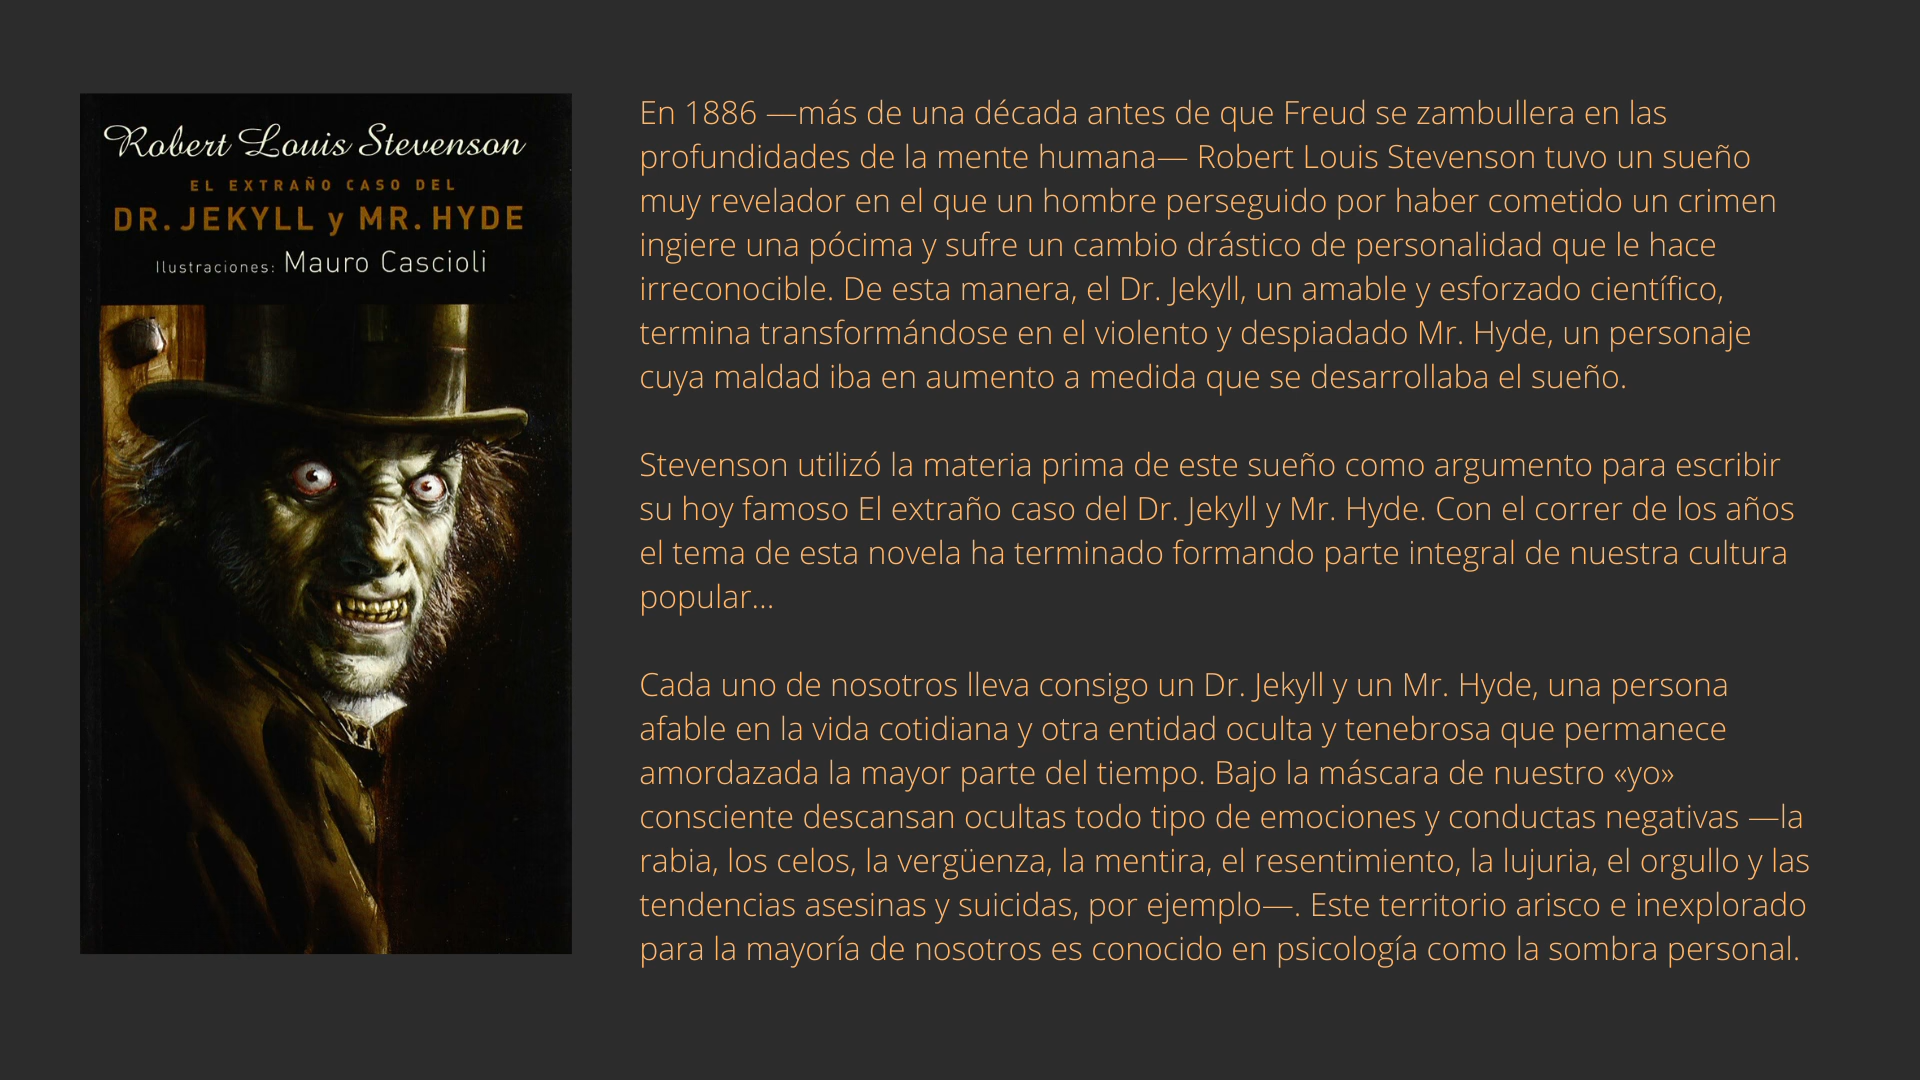 Robert Louis Stevenson
EL EXTRAÑO CASO DEL
DR. JEKYLL y MR. HYDE
Ilustraciones: Mauro Cascioli
En 1886 —más de una década antes de que Freud se zambullera en las
profundidades de la mente humana— Robert Louis Stevenson tuvo un sueño
muy revelador en el que un hombre perseguido por haber cometido un crimen
ingiere una pócima y sufre un cambio drástico de personalidad que le hace
irreconocible. De esta manera, el Dr. Jekyll, un amable y esforzado científico,
termina transformándose en el violento y despiadado Mr. Hyde, un personaje
cuya maldad iba en aumento a medida que se desarrollaba el sueño.
Stevenson utilizó la materia prima de este sueño como argumento para escribir
su hoy famoso El extraño caso del Dr. Jekyll y Mr. Hyde. Con el correr de los años
el tema de esta novela ha terminado formando parte integral de nuestra cultura
popular...
Cada uno de nosotros lleva consigo un Dr. Jekyll y un Mr. Hyde, una persona
afable en la vida cotidiana y otra entidad oculta y tenebrosa que permanece
amordazada la mayor parte del tiempo. Bajo la máscara de nuestro «yo»
consciente descansan ocultas todo tipo de emociones y conductas negativas —la
rabia, los celos, la vergüenza, la mentira, el resentimiento, la lujuria, el orgullo y las
tendencias asesinas y suicidas, por ejemplo—. Este territorio arisco e inexplorado
para la mayoría de nosotros es conocido en psicología como la sombra personal.